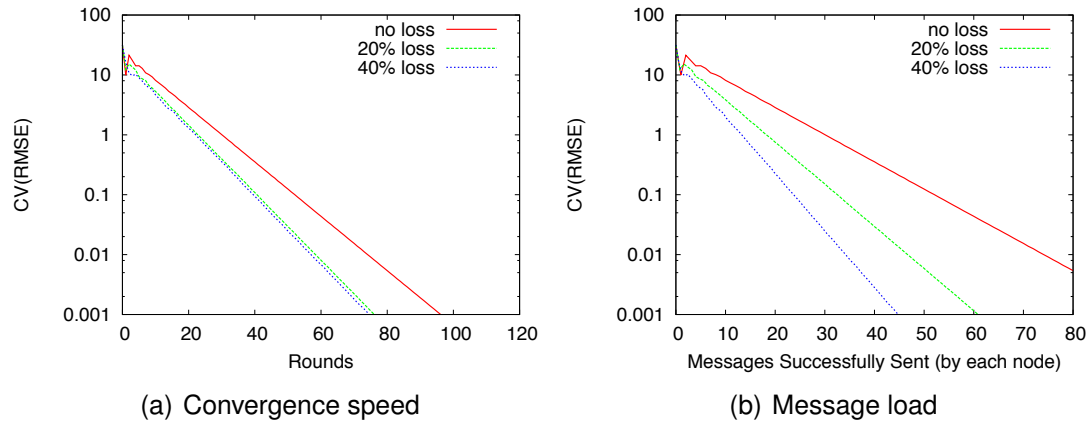 100
10
1
0.1
0.01
0.001
CV(RMSE)
no loss
20% loss
40% loss
0 20 40 60 80 100 120
Rounds
(a) Convergence speed
100
10
1
0.1
0.01
0.001
CV(RMSE)
no loss
20% loss
40% loss
0 10 20 30 40 50 60 70 80
Messages Successfully Sent (by each node)
(b) Message load